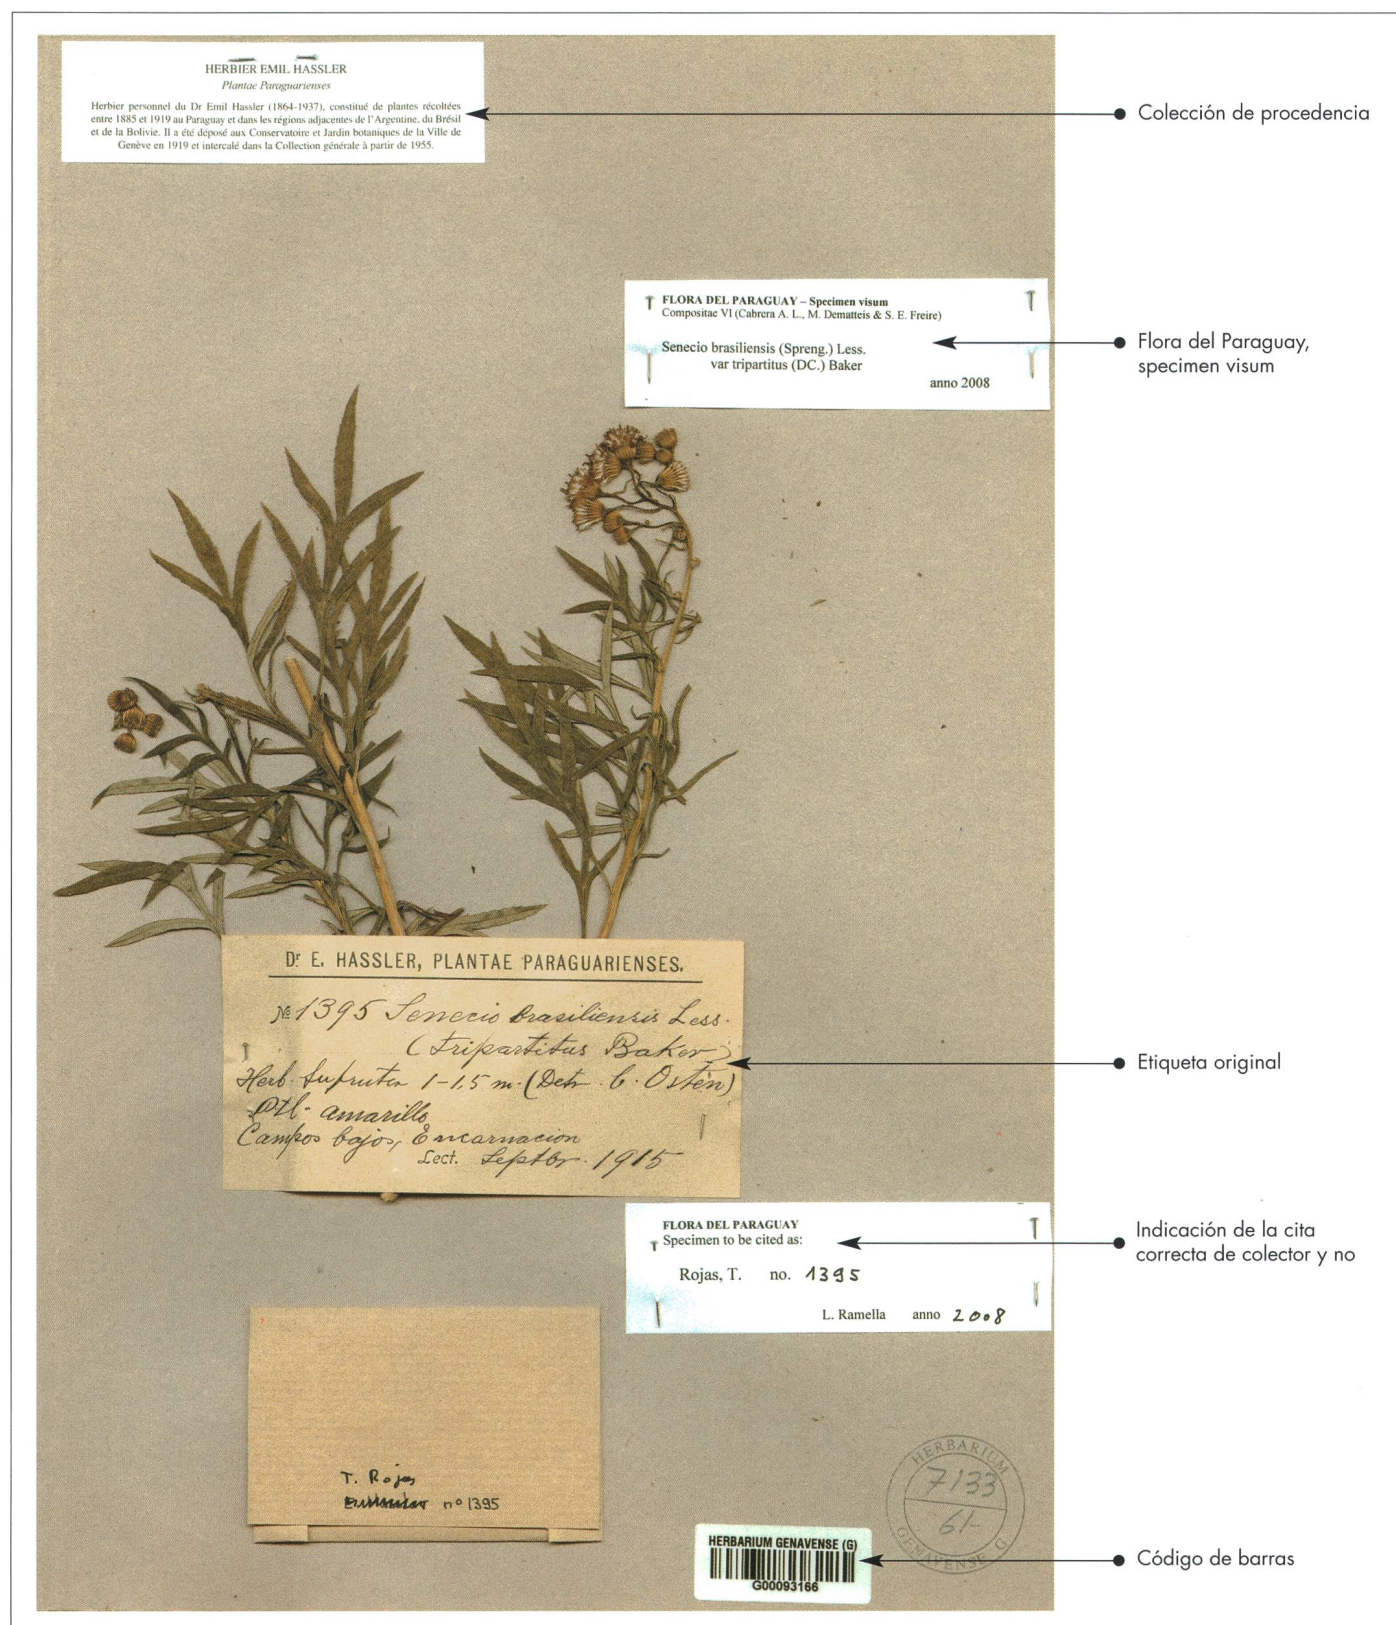 HERBIER EMIL HASSLER
Plantae Paraguarienses
Herbier personnel du Dr Emil Hassler (1864-1937), constitué de plantes récoltées
entre 1885 et 1919 au Paraguay et dans les régions adjacentes de l'Argentine, du Brésil
et de la Bolivie. Il a été déposé aux Conservatoire et Jardin botaniques de la Ville de
Genève en 1919 et intercalé dans la Collection générale à partir de 1955.
Colección de procedencia
FLORA DEL PARAGUAY – Specimen visum
Compositae VI (Cabrera A. L., M. Dematteis & S. E. Freire)
Senecio brasiliensis (Spreng.) Less.
var tripartitus (DC.) Baker
anno 2008
Flora del Paraguay,
specimen visum
Dr E. HASSLER, PLANTAE PARAGUARIENSES.
№ 1395 Senecio brasiliensis Less.
(tripartitus Baker)
Herb. 1-1,5 m. (Detr. C. Osten)
amarillo
Campos bajos, Encarnacion
Lect. Septbr. 1915
Etiqueta original
FLORA DEL PARAGUAY
Specimen to be cited as:
Rojas, T. no. 1395
L. Ramella anno 2008
Indicación de la cita
correcta de colector y no
T. Rojas
n° 1395
HERBARIUM
7133
61-
GENAVENSE G
HERBARIUM GENAVENSE (G)
G00093166
Código de barras